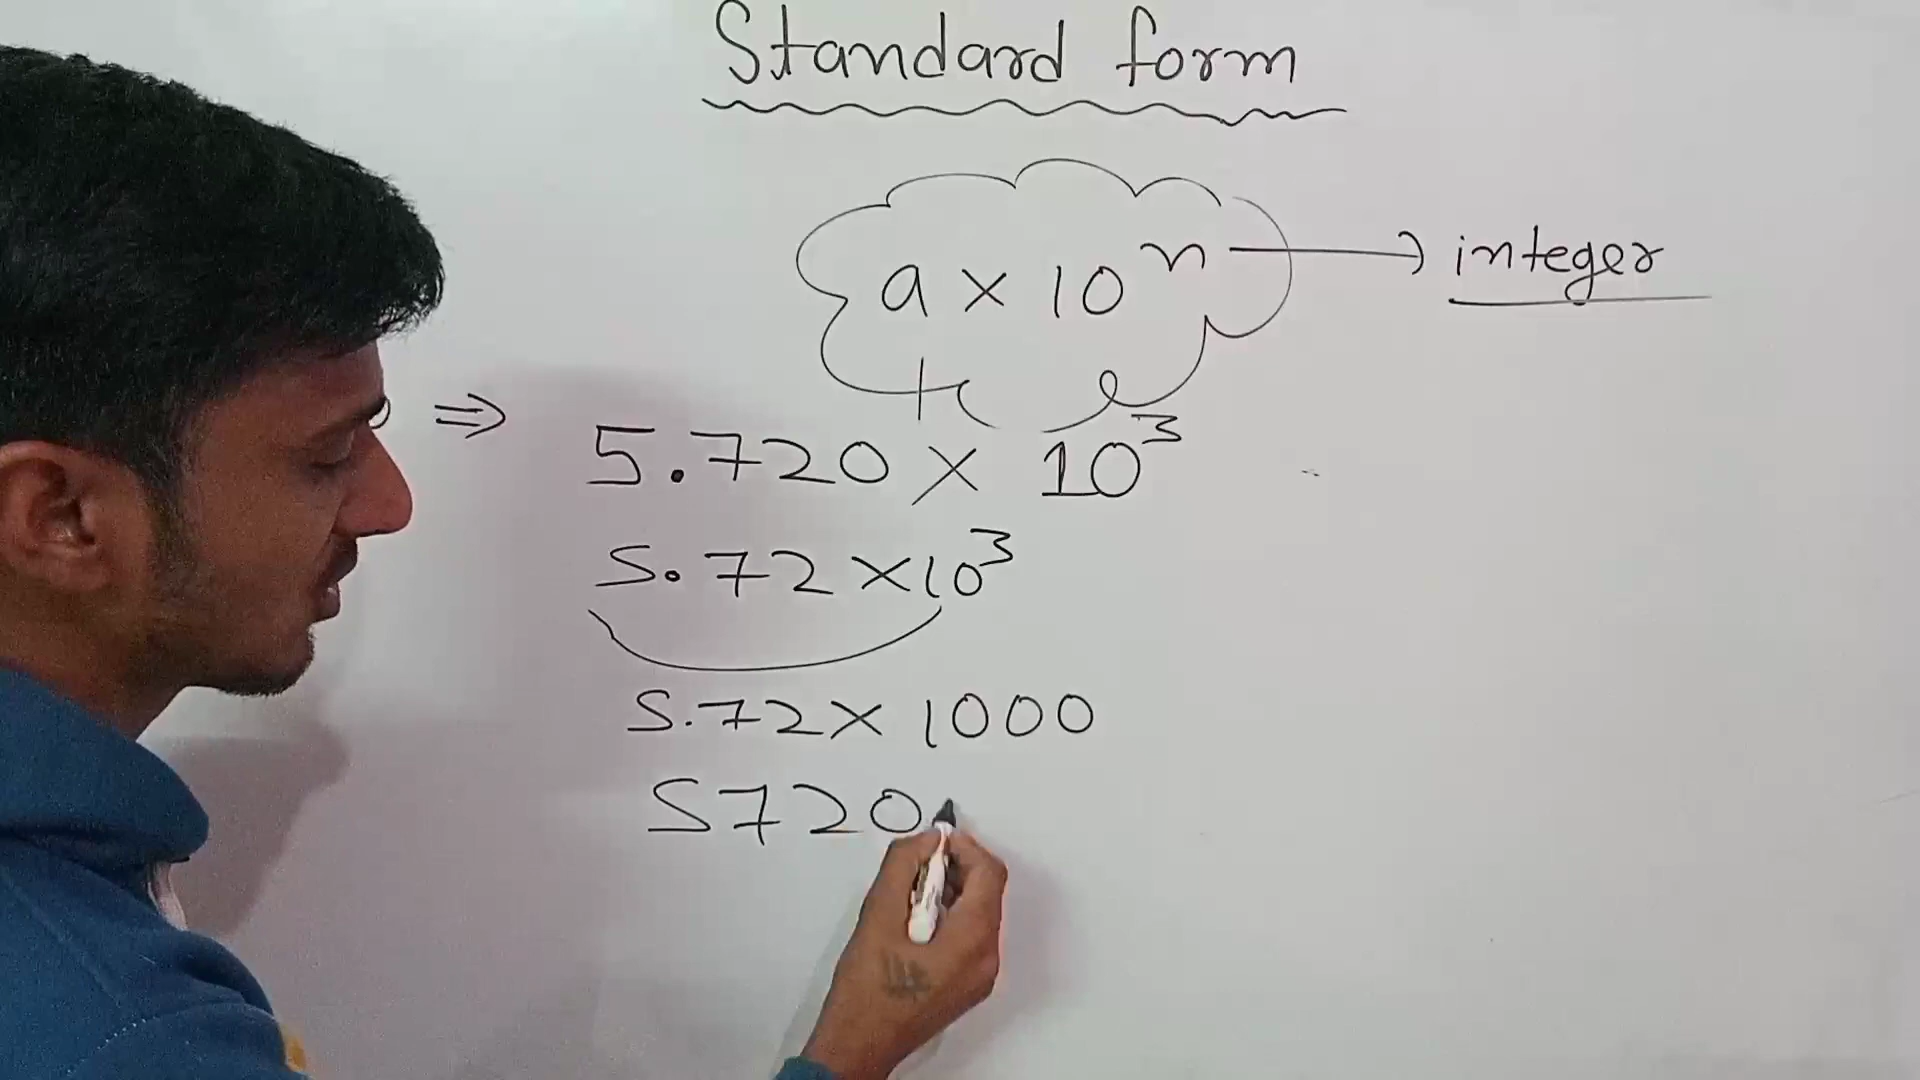 Standard form
a × 10ⁿ → integer
⇒ 5.720 × 10³
5.72 × 10³
5.72 × 1000
5720